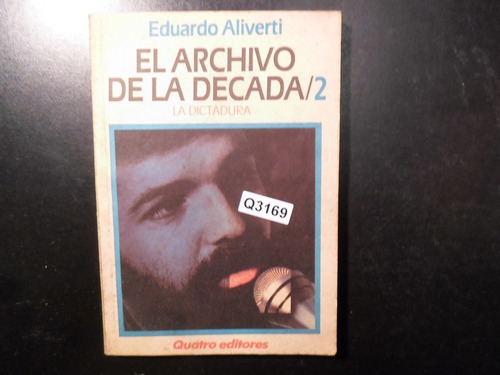 Eduardo Aliverti
EL ARCHIVO
DE LA DECADA/2
LA DICTADURA
Q3169
Quatro editores